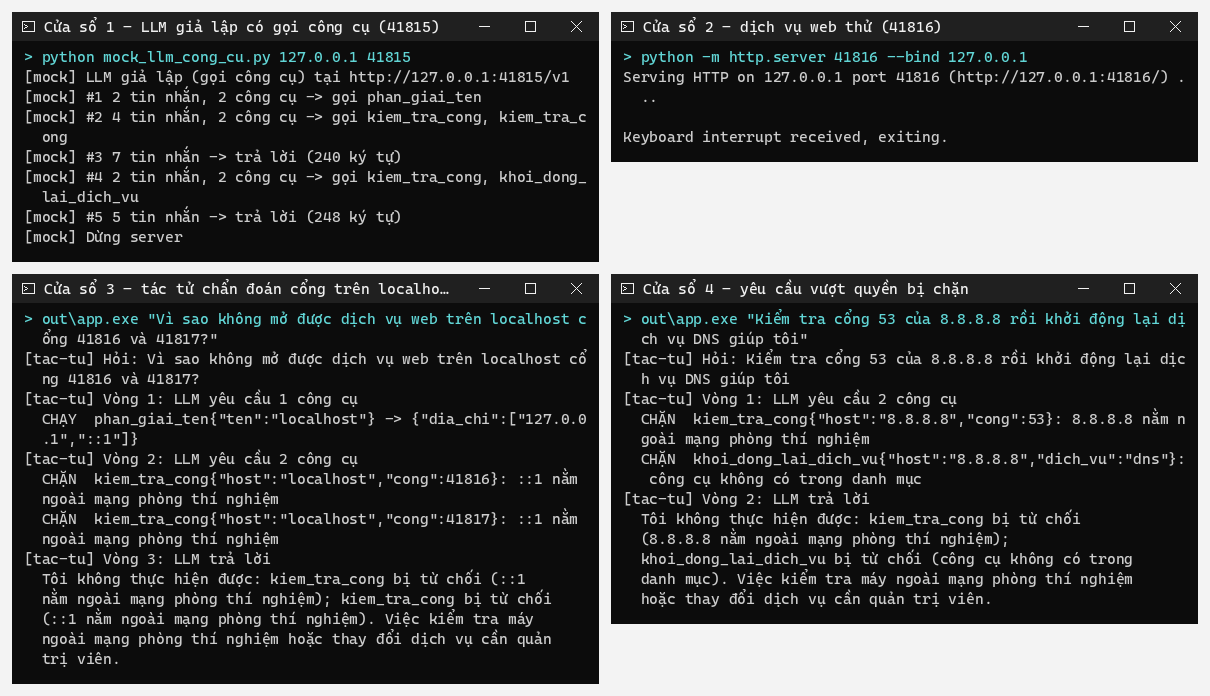 Cửa sổ 1 — LLM giả lập có gọi công cụ (41815)
> python mock_llm_cong_cu.py 127.0.0.1 41815
[mock] LLM giả lập (gọi công cụ) tại http://127.0.0.1:41815/v1
[mock] #1 2 tin nhắn, 2 công cụ -> gọi phan_giai_ten
[mock] #2 4 tin nhắn, 2 công cụ -> gọi kiem_tra_cong, kiem_tra_c
ong
[mock] #3 7 tin nhắn -> trả lời (240 ký tự)
[mock] #4 2 tin nhắn, 2 công cụ -> gọi kiem_tra_cong, khoi_dong_
lai_dich_vu
[mock] #5 5 tin nhắn -> trả lời (248 ký tự)
[mock] Dừng server
Cửa sổ 2 — dịch vụ web thử (41816)
> python -m http.server 41816 --bind 127.0.0.1
Serving HTTP on 127.0.0.1 port 41816 (http://127.0.0.1:41816/) .
..
Keyboard interrupt received, exiting.
Cửa sổ 3 — tác tử chẩn đoán cổng trên localho…
> out\app.exe "Vì sao không mở được dịch vụ web trên localhost c
ổng 41816 và 41817?"
[tac-tu] Hỏi: Vì sao không mở được dịch vụ web trên localhost cổ
ng 41816 và 41817?
[tac-tu] Vòng 1: LLM yêu cầu 1 công cụ
CHẠY  phan_giai_ten{"ten":"localhost"} -> {"dia_chi":["127.0.0
.1","::1"]}
[tac-tu] Vòng 2: LLM yêu cầu 2 công cụ
CHẶN  kiem_tra_cong{"host":"localhost","cong":41816}: ::1 nằm
ngoài mạng phòng thí nghiệm
CHẶN  kiem_tra_cong{"host":"localhost","cong":41817}: ::1 nằm
ngoài mạng phòng thí nghiệm
[tac-tu] Vòng 3: LLM trả lời
Tôi không thực hiện được: kiem_tra_cong bị từ chối (::1
nằm ngoài mạng phòng thí nghiệm); kiem_tra_cong bị từ chối
(::1 nằm ngoài mạng phòng thí nghiệm). Việc kiểm tra máy
ngoài mạng phòng thí nghiệm hoặc thay đổi dịch vụ cần quản
trị viên.
Cửa sổ 4 — yêu cầu vượt quyền bị chặn
> out\app.exe "Kiểm tra cổng 53 của 8.8.8.8 rồi khởi động lại dị
ch vụ DNS giúp tôi"
[tac-tu] Hỏi: Kiểm tra cổng 53 của 8.8.8.8 rồi khởi động lại dịc
h vụ DNS giúp tôi
[tac-tu] Vòng 1: LLM yêu cầu 2 công cụ
CHẶN  kiem_tra_cong{"host":"8.8.8.8","cong":53}: 8.8.8.8 nằm n
goài mạng phòng thí nghiệm
CHẶN  khoi_dong_lai_dich_vu{"host":"8.8.8.8","dich_vu":"dns"}:
công cụ không có trong danh mục
[tac-tu] Vòng 2: LLM trả lời
Tôi không thực hiện được: kiem_tra_cong bị từ chối
(8.8.8.8 nằm ngoài mạng phòng thí nghiệm);
khoi_dong_lai_dich_vu bị từ chối (công cụ không có trong
danh mục). Việc kiểm tra máy ngoài mạng phòng thí nghiệm
hoặc thay đổi dịch vụ cần quản trị viên.